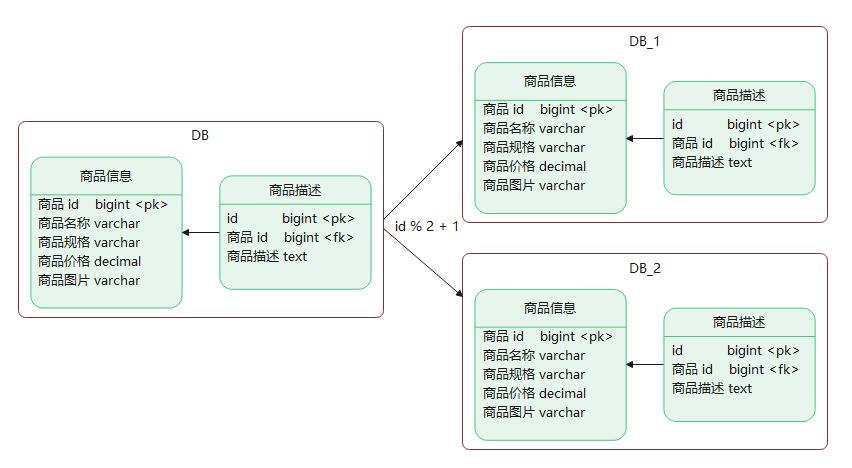 DB
商品信息
商品 id bigint <pk>
商品名称 varchar
商品规格 varchar
商品价格 decimal
商品图片 varchar
商品描述
id bigint <pk>
商品 id bigint <fk>
商品描述 text
id % 2 + 1
DB_1
商品信息
商品 id bigint <pk>
商品名称 varchar
商品规格 varchar
商品价格 decimal
商品图片 varchar
商品描述
id bigint <pk>
商品 id bigint <fk>
商品描述 text
DB_2
商品信息
商品 id bigint <pk>
商品名称 varchar
商品规格 varchar
商品价格 decimal
商品图片 varchar
商品描述
id bigint <pk>
商品 id bigint <fk>
商品描述 text